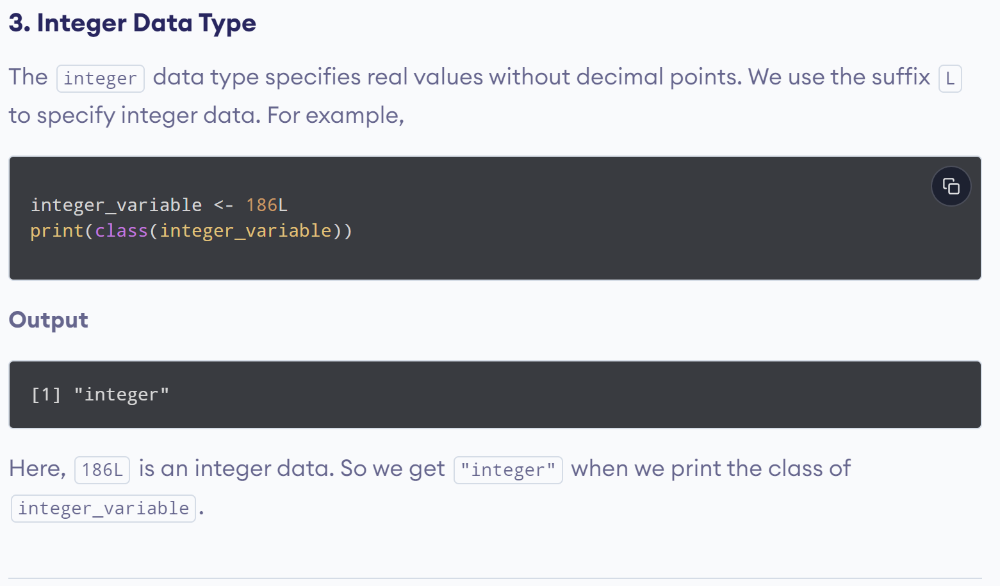 3. Integer Data Type
The integer data type specifies real values without decimal points. We use the suffix L
to specify integer data. For example,
integer_variable <- 186L
print(class(integer_variable))
Output
[1] "integer"
Here, 186L is an integer data. So we get "integer" when we print the class of
integer_variable.